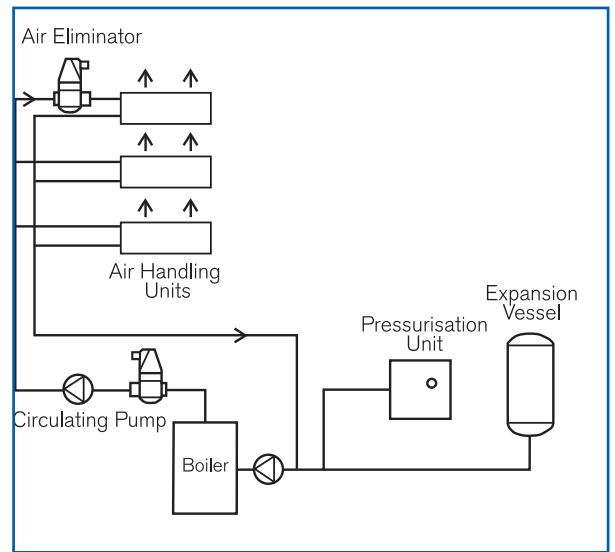 Air Eliminator
Air Handling
Units
Expansion
Vessel
Pressurisation
Unit
Circulating Pump
Boiler